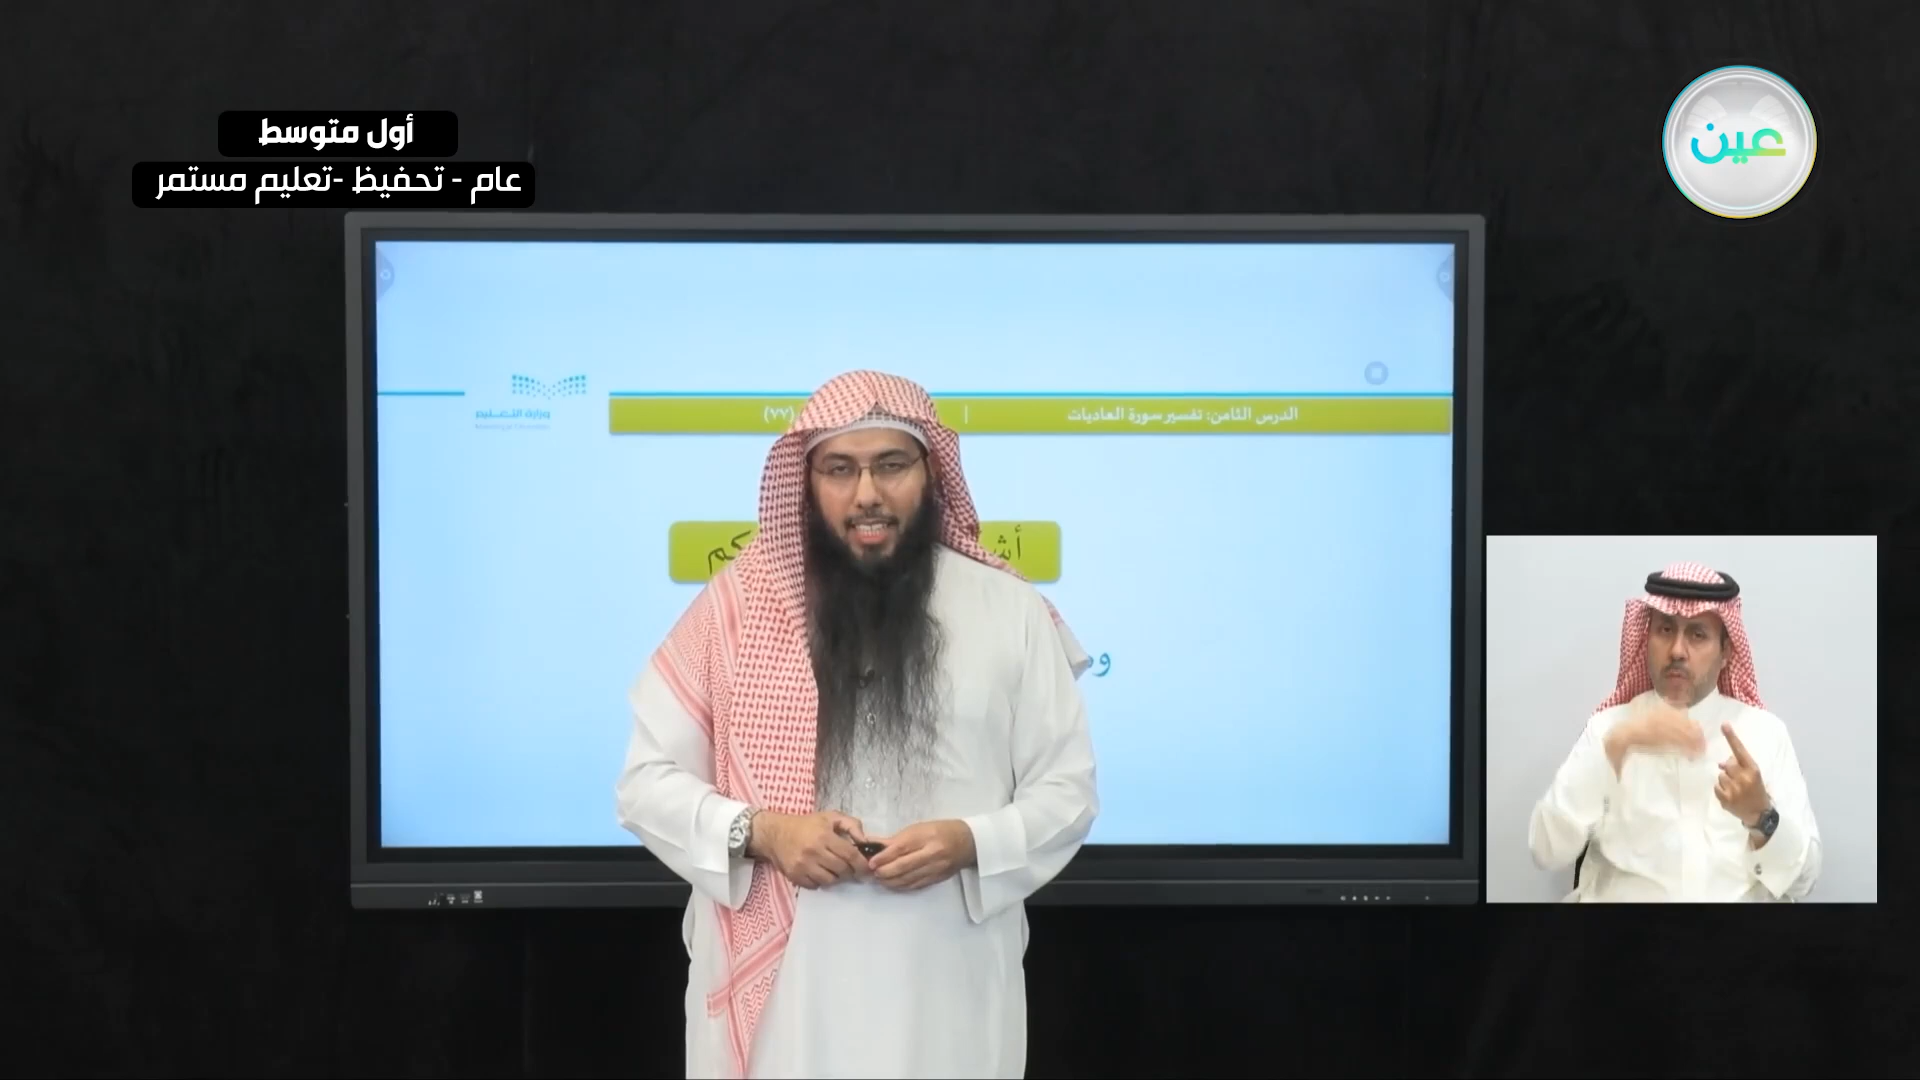 أول متوسط
عام - تحفيظ -تعليم مستمر
عين
وزارة التعليم
الدرس الثامن: تفسير سورة العاديات | (٧٧)